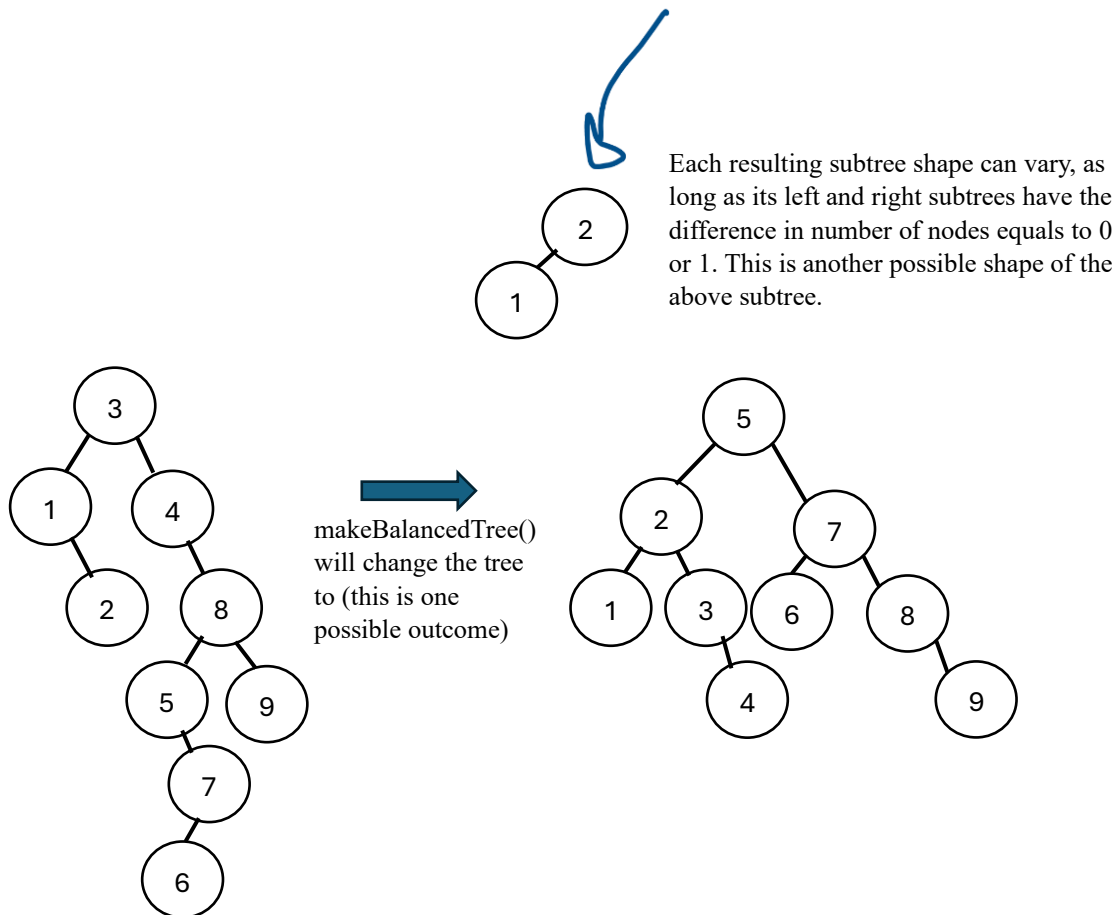 2
1
Each resulting subtree shape can vary, as
long as its left and right subtrees have the
difference in number of nodes equals to 0
or 1. This is another possible shape of the
above subtree.
3
1
4
2
8
5
9
7
6
makeBalancedTree()
will change the tree
to (this is one
possible outcome)
5
2
7
1
3
6
8
4
9